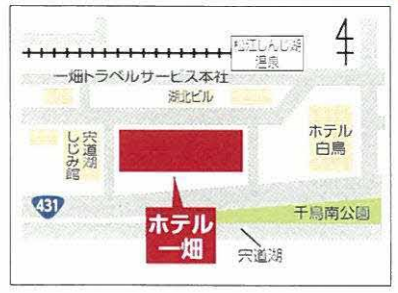 松江しんじ湖
温泉
一畑トラベルサービス本社
湖北ビル
ホテル
白鳥
宍道湖
しじみ館
431
ホテル
一畑
千鳥南公園
宍道湖